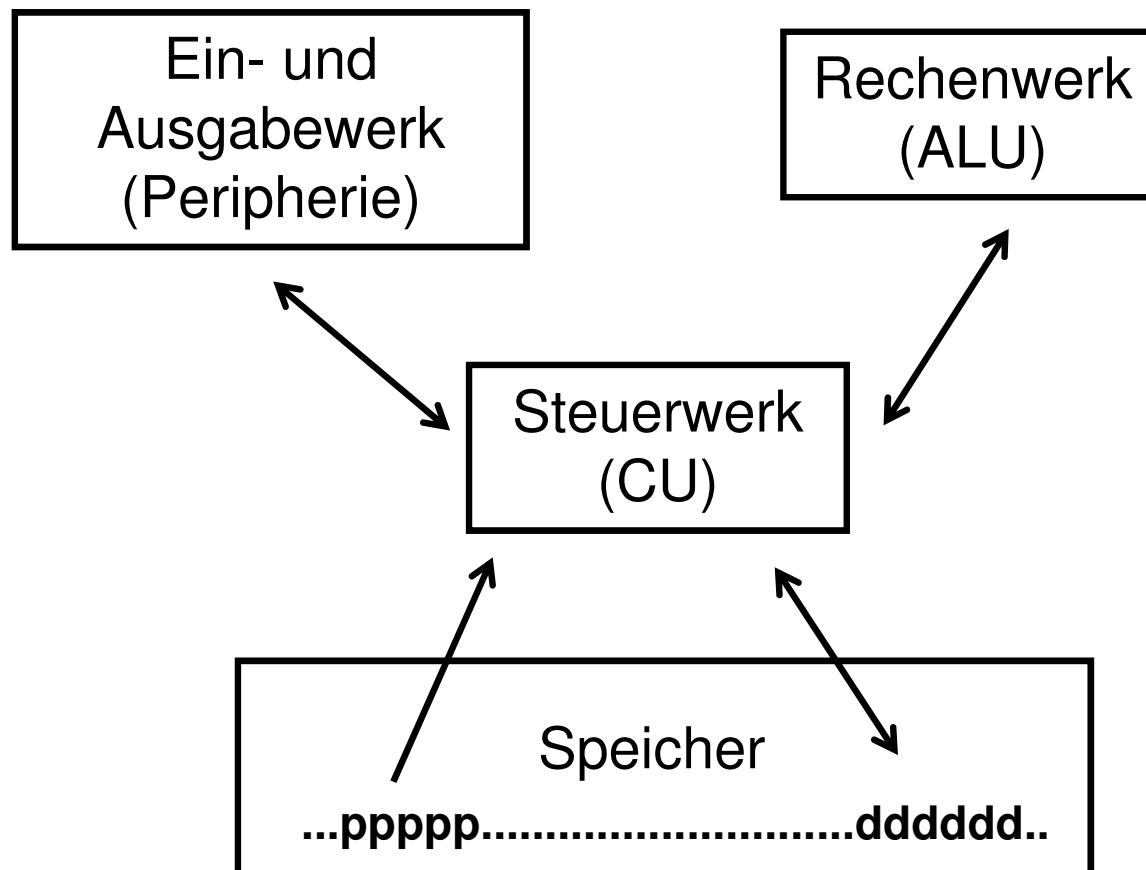 Ein- und
Ausgabewerk
(Peripherie)
Rechenwerk
(ALU)
Steuerwerk
(CU)
Speicher
...ppppp.............................dddddd..